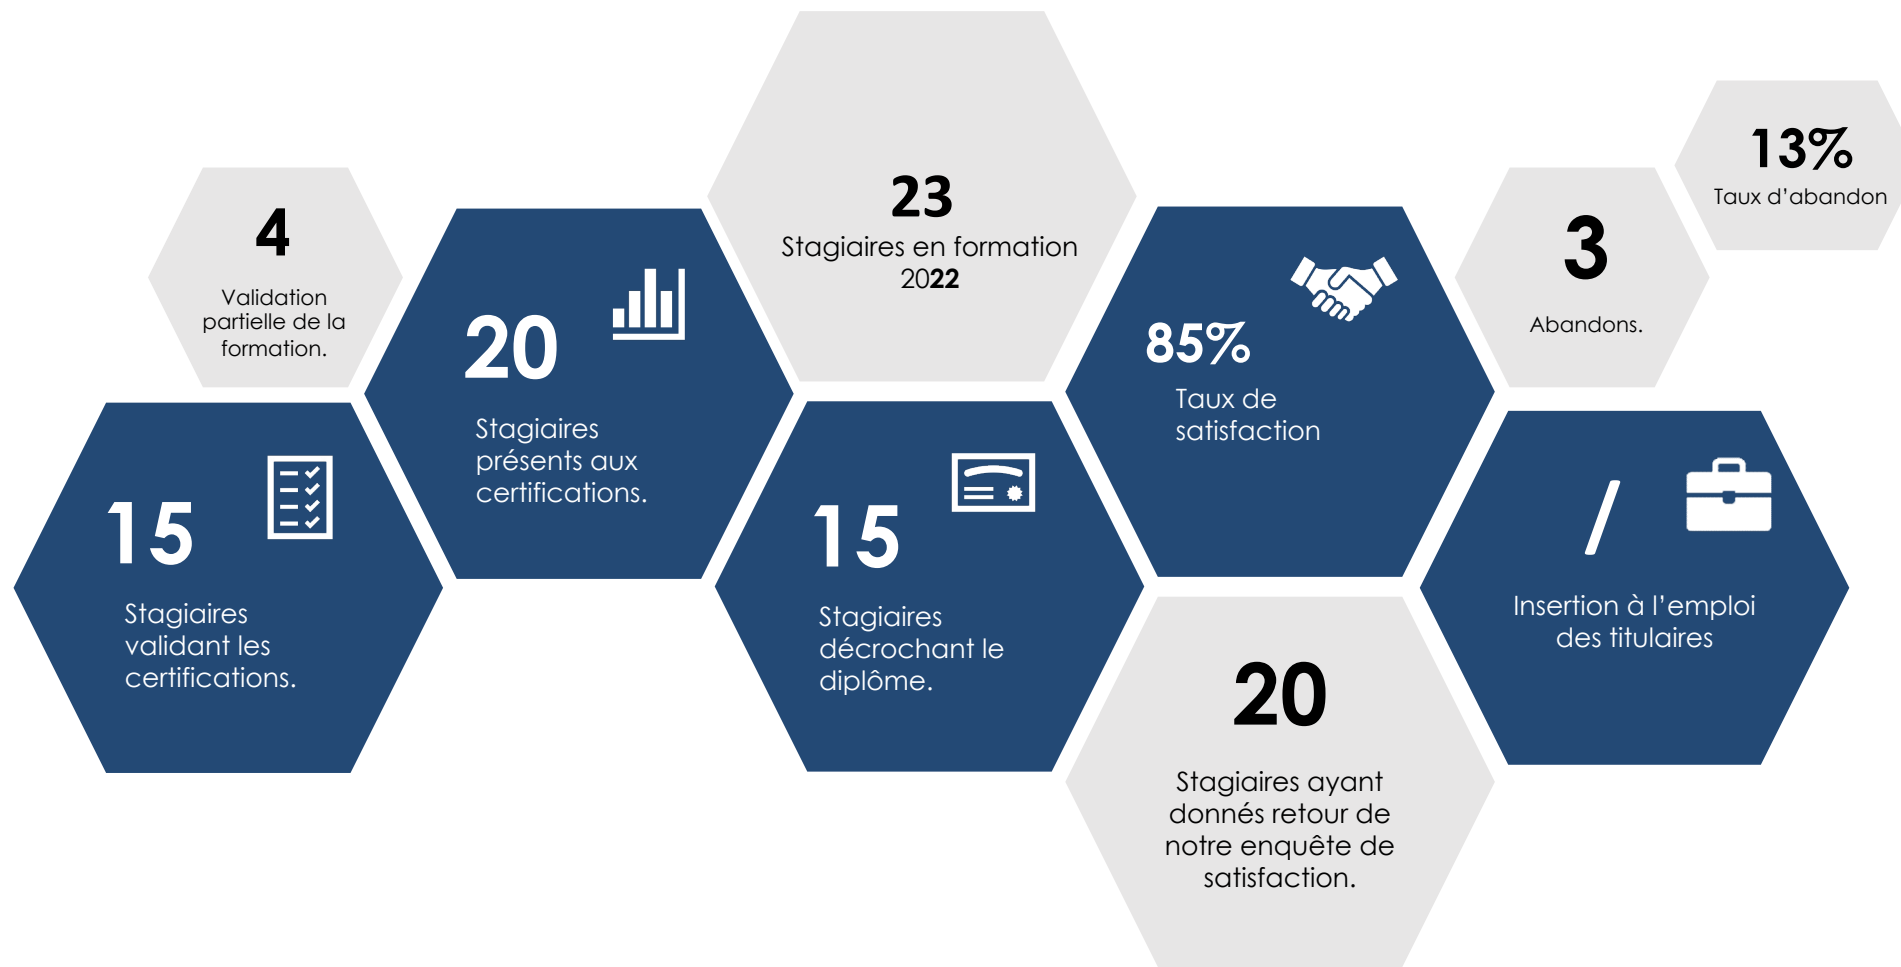 13%
Taux d’abandon
23
Stagiaires en formation
2022
4
Validation
partielle de la
formation.
3
Abandons.
20
Stagiaires
présents aux
certifications.
85%
Taux de
satisfaction
15
Stagiaires
validant les
certifications.
15
Stagiaires
décrochant le
diplôme.
/
Insertion à l’emploi
des titulaires
20
Stagiaires ayant
donnés retour de
notre enquête de
satisfaction.